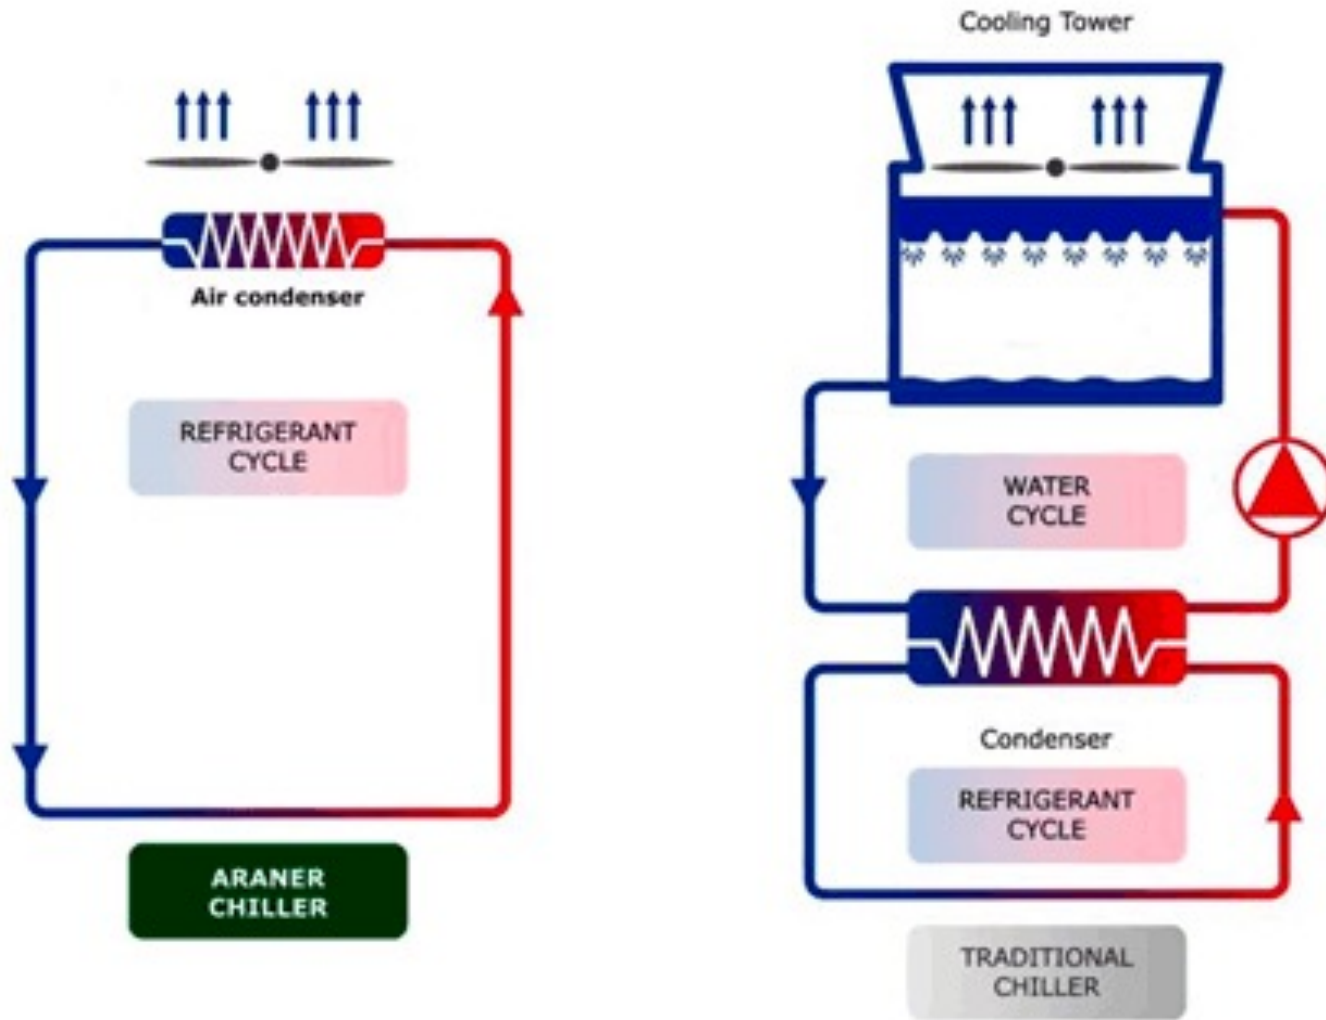 Cooling Tower
Air condenser
REFRIGERANT
CYCLE
ARANER
CHILLER
WATER
CYCLE
Condenser
REFRIGERANT
CYCLE
TRADITIONAL
CHILLER